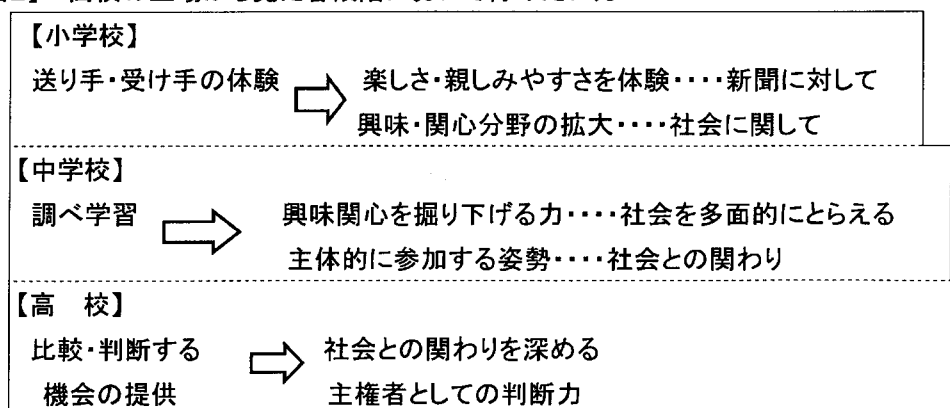 【小学校】
送り手・受け手の体験 楽しさ・親しみやすさを体験・・・・新聞に対して
興味・関心分野の拡大・・・・社会に関して
【中学校】
調べ学習 興味関心を掘り下げる力・・・・社会を多面的にとらえる
主体的に参加する姿勢・・・・社会との関わり
【高　校】
比較・判断する 社会との関わりを深める
機会の提供 主権者としての判断力